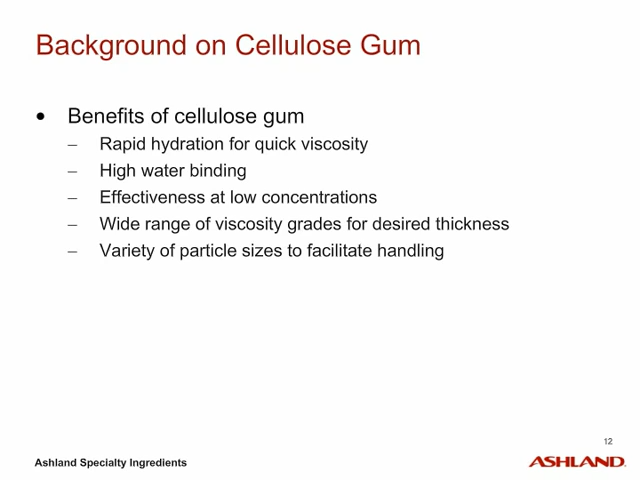 Background on Cellulose Gum
• Benefits of cellulose gum
– Rapid hydration for quick viscosity
– High water binding
– Effectiveness at low concentrations
– Wide range of viscosity grades for desired thickness
– Variety of particle sizes to facilitate handling
12
Ashland Specialty Ingredients
ASHLAND.